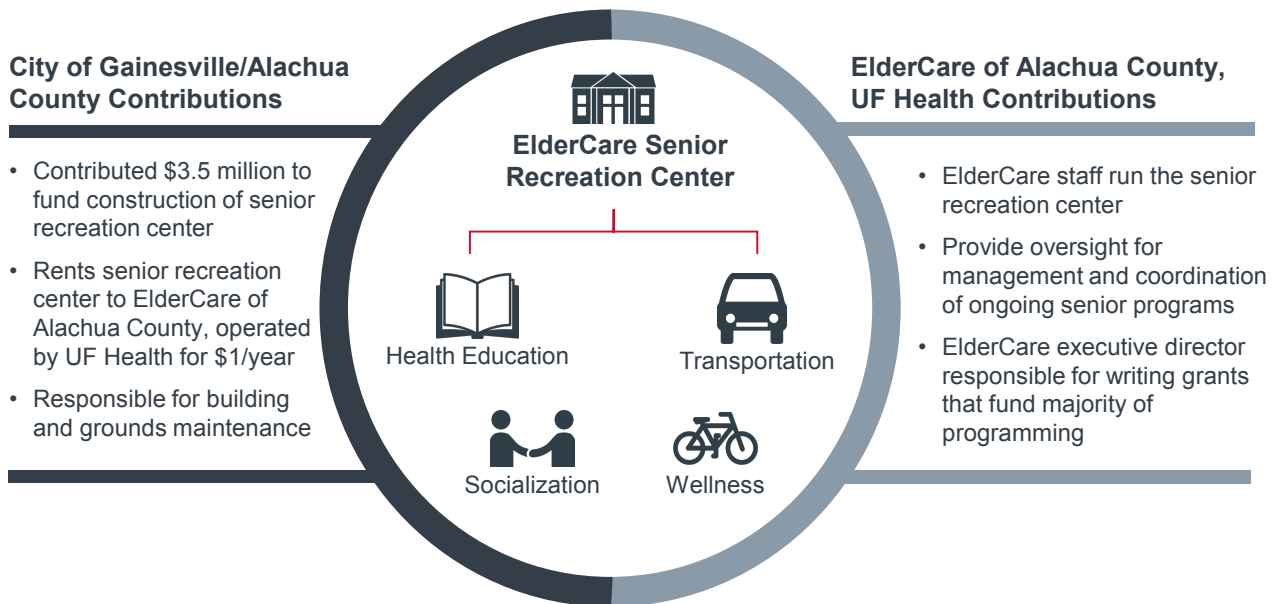 City of Gainesville/Alachua
County Contributions
• Contributed $3.5 million to
fund construction of senior
recreation center
• Rents senior recreation
center to ElderCare of
Alachua County, operated
by UF Health for $1/year
• Responsible for building
and grounds maintenance
ElderCare Senior
Recreation Center
Health Education
Transportation
Socialization
Wellness
ElderCare of Alachua County,
UF Health Contributions
• ElderCare staff run the senior
recreation center
• Provide oversight for
management and coordination
of ongoing senior programs
• ElderCare executive director
responsible for writing grants
that fund majority of
programming